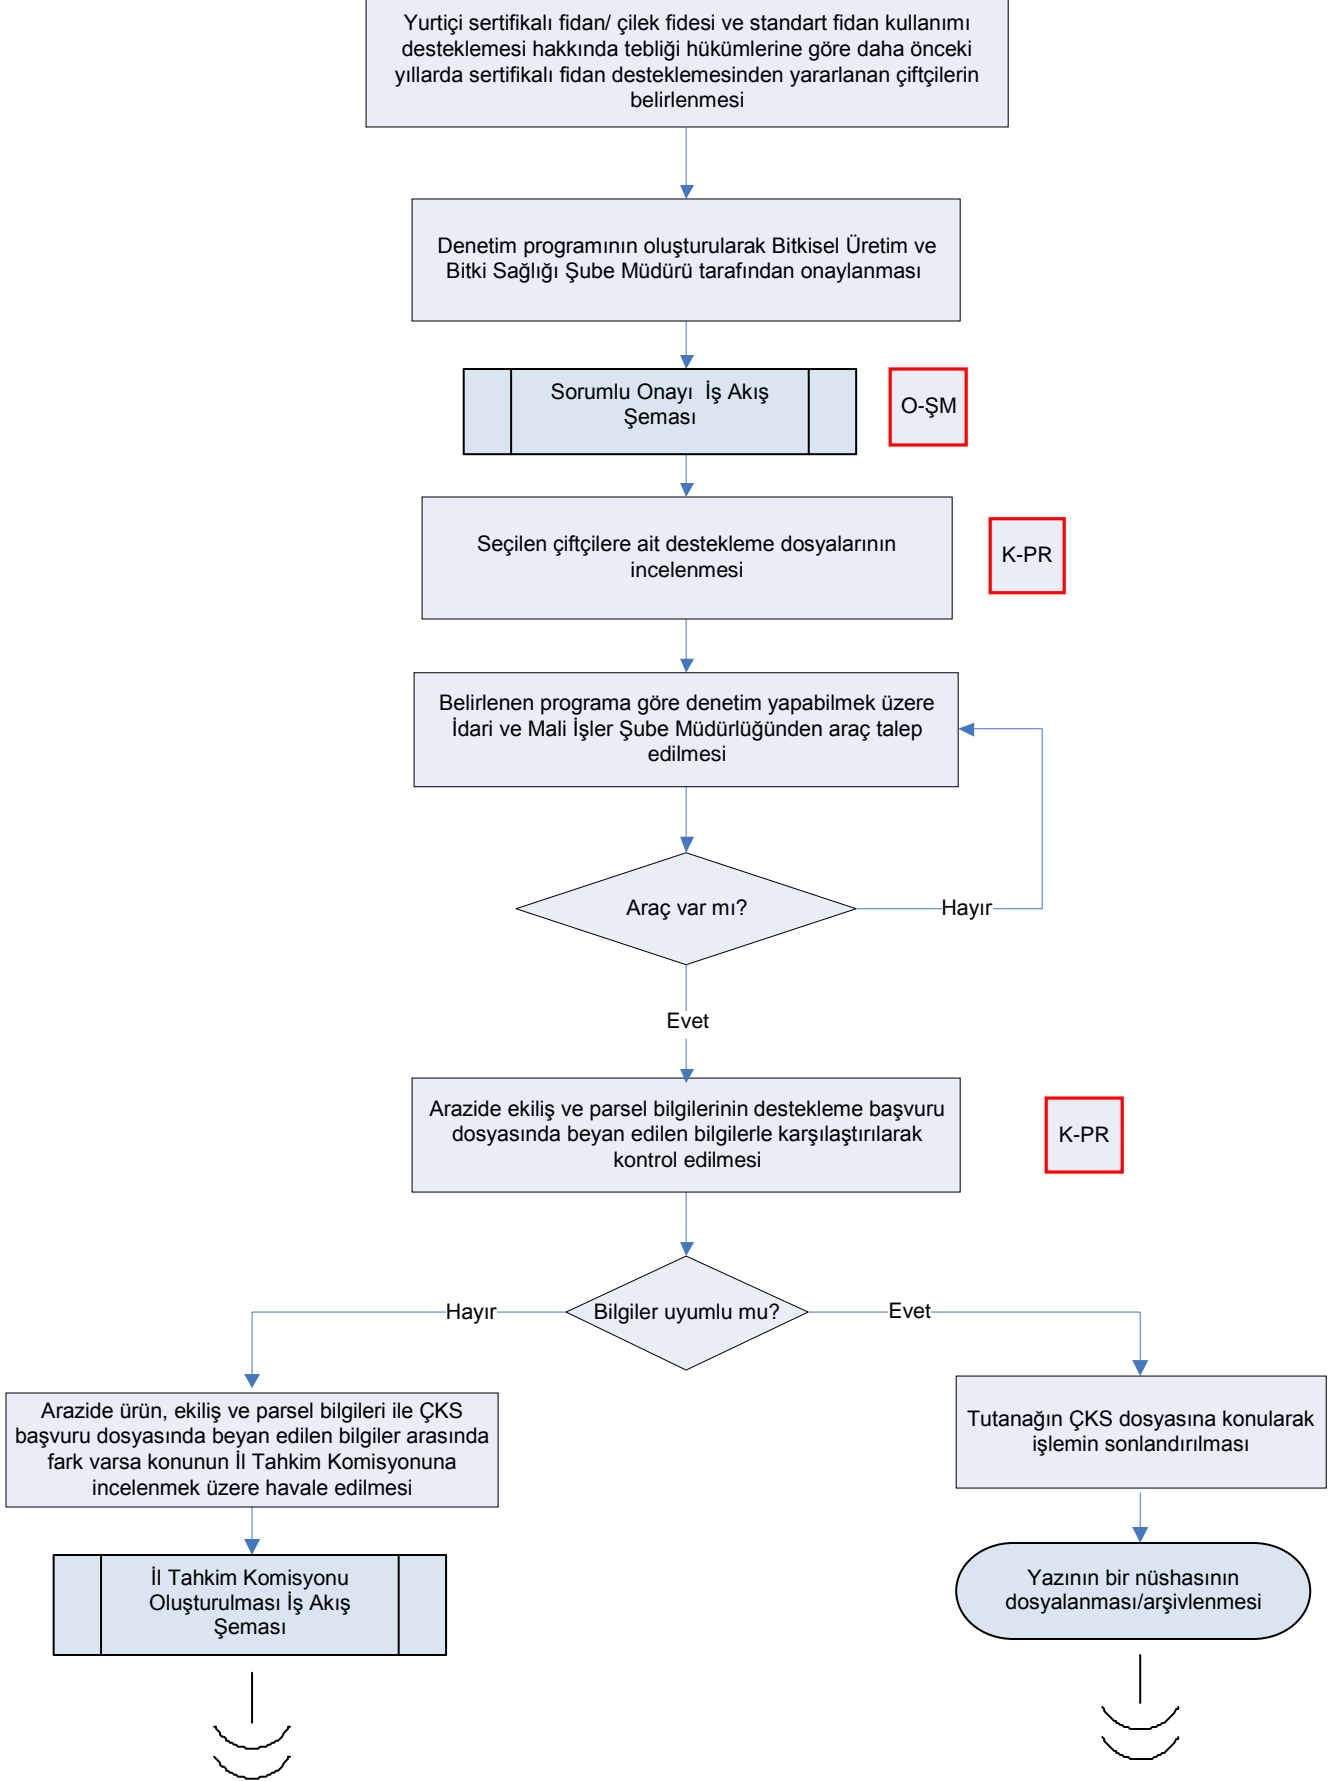 Yurtiçi sertifikalı fidan/ çilek fidesi ve standart fidan kullanımı
desteklemesi hakkında tebliği hükümlerine göre daha önceki
yıllarda sertifikalı fidan desteklemesinden yararlanan çiftçilerin
belirlenmesi
Denetim programının oluşturularak Bitkisel Üretim ve
Bitki Sağlığı Şube Müdürü tarafından onaylanması
Sorumlu Onayı İş Akış
Şeması
O-ŞM
Seçilen çiftçilere ait destekleme dosyalarının
incelenmesi
K-PR
Belirlenen programa göre denetim yapabilmek üzere
İdari ve Mali İşler Şube Müdürlüğünden araç talep
edilmesi
Araç var mı?
Hayır
Evet
Arazide ekiliş ve parsel bilgilerinin destekleme başvuru
dosyasında beyan edilen bilgilerle karşılaştırılarak
kontrol edilmesi
K-PR
Hayır
Bilgiler uyumlu mu?
Evet
Arazide ürün, ekiliş ve parsel bilgileri ile ÇKS
başvuru dosyasında beyan edilen bilgiler arasında
fark varsa konunun İl Tahkim Komisyonuna
incelenmek üzere havale edilmesi
Tutanağın ÇKS dosyasına konularak
işlemin sonlandırılması
İl Tahkim Komisyonu
Oluşturulması İş Akış
Şeması
Yazının bir nüshasının
dosyalanması/arşivlenmesi